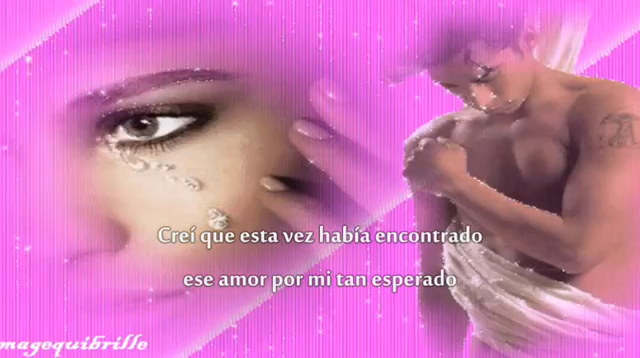 Creí que esta vez había encontrado
ese amor por mi tan esperado
magequibrille